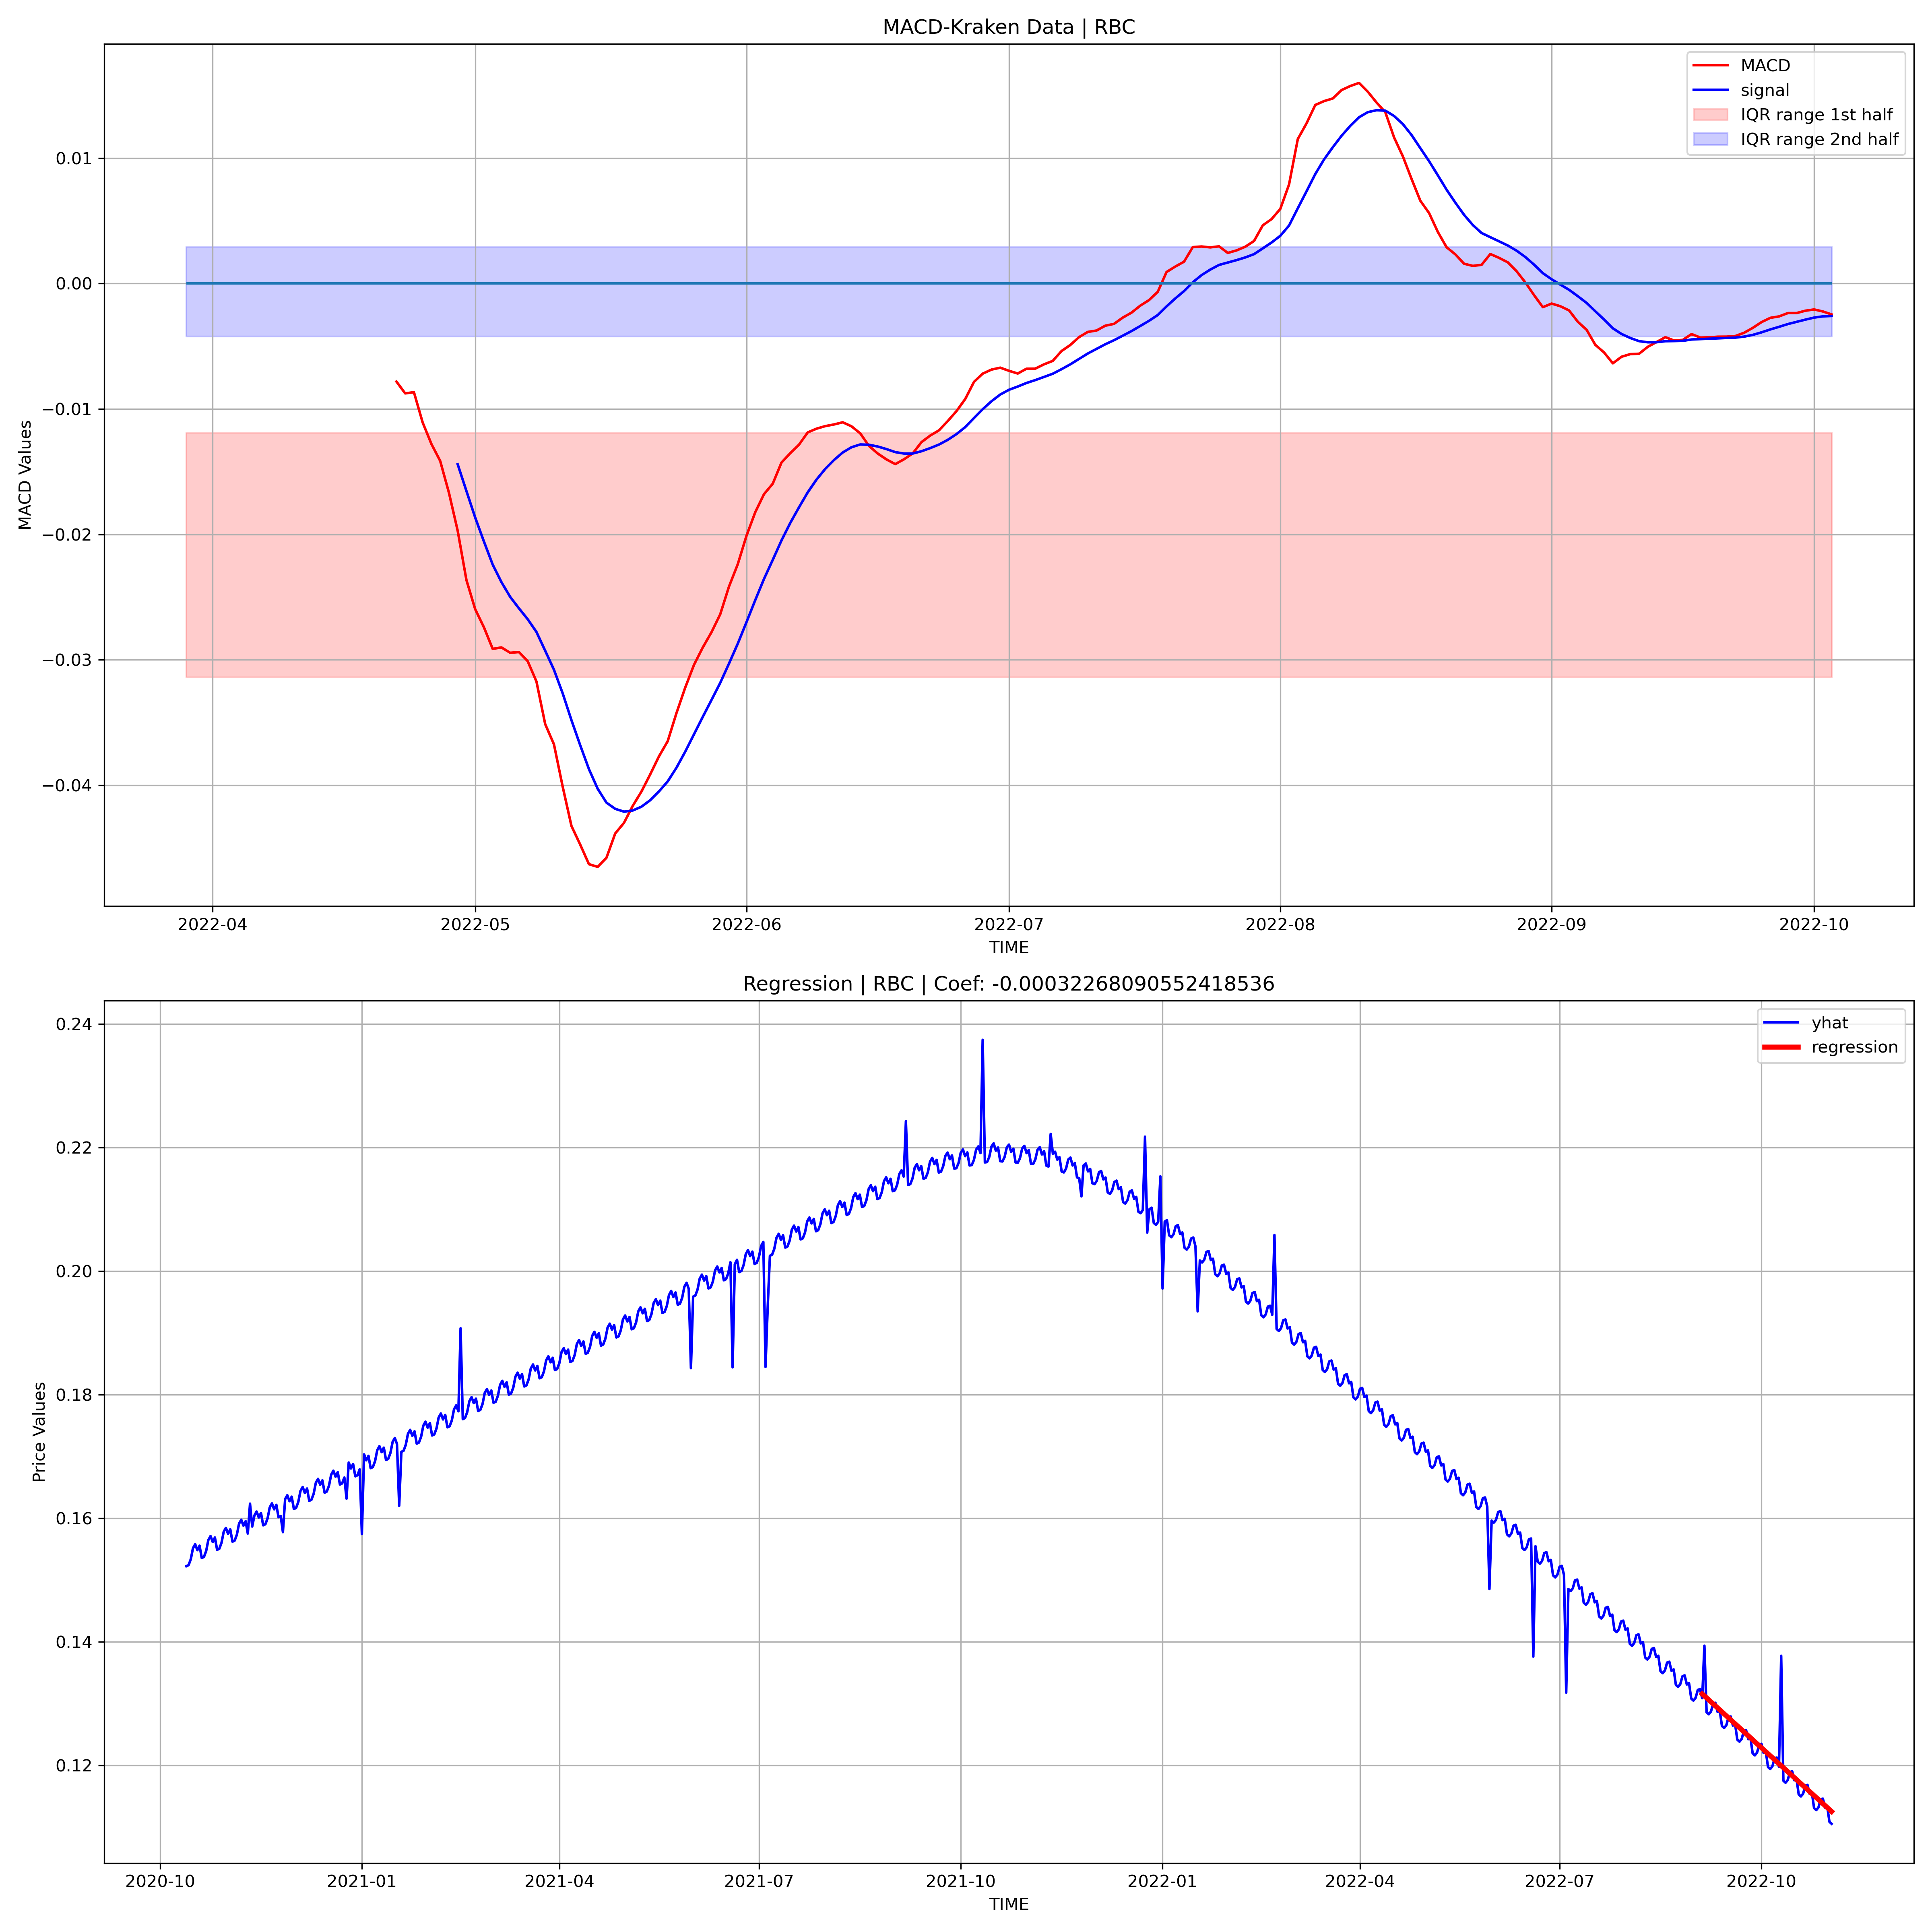 MACD-Kraken Data | RBC
MACD
signal
IQR range 1st half
IQR range 2nd half
0.01
0.00
−0.01
−0.02
−0.03
−0.04
MACD Values
2022-04
2022-05
2022-06
2022-07
2022-08
2022-09
2022-10
TIME
Regression | RBC | Coef: -0.00032268090552418536
yhat
regression
0.24
0.22
0.20
0.18
0.16
0.14
0.12
Price Values
2020-10
2021-01
2021-04
2021-07
2021-10
2022-01
2022-04
2022-07
2022-10
TIME